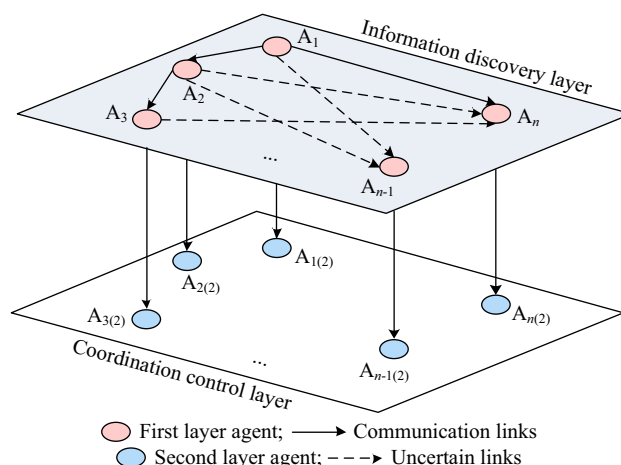 A1
Information discovery layer
A2
A3
An
...
An-1
A1(2)
A2(2)
A3(2)
An(2)
An-1(2)
...
Coordination control layer
First layer agent; Communication links
Second layer agent; Uncertain links